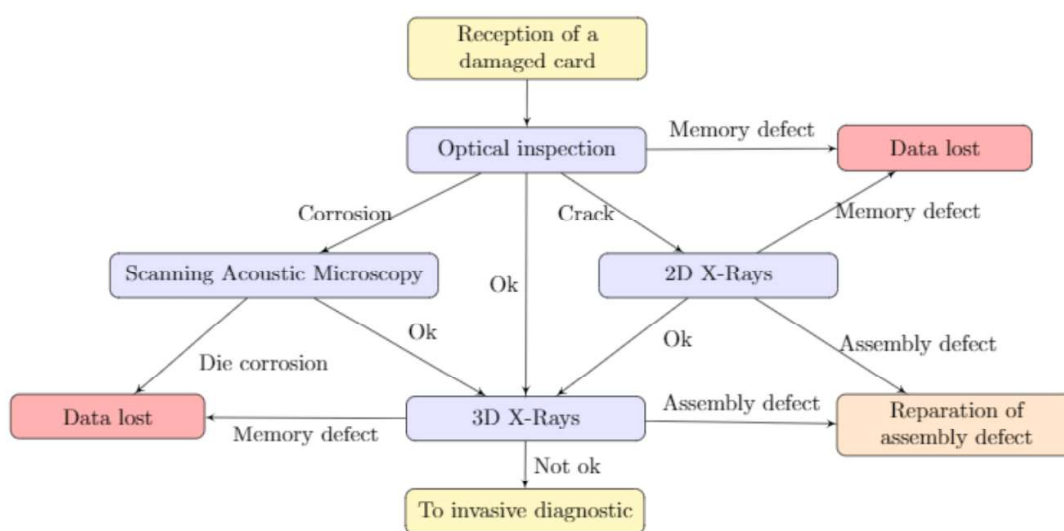 Reception of a
damaged card
Optical inspection
Memory defect
Data lost
Corrosion
Crack
Memory defect
Scanning Acoustic Microscopy
Ok
2D X-Rays
Ok
Ok
Die corrosion
Assembly defect
Data lost
Memory defect
3D X-Rays
Assembly defect
Reparation of
assembly defect
Not ok
To invasive diagnostic